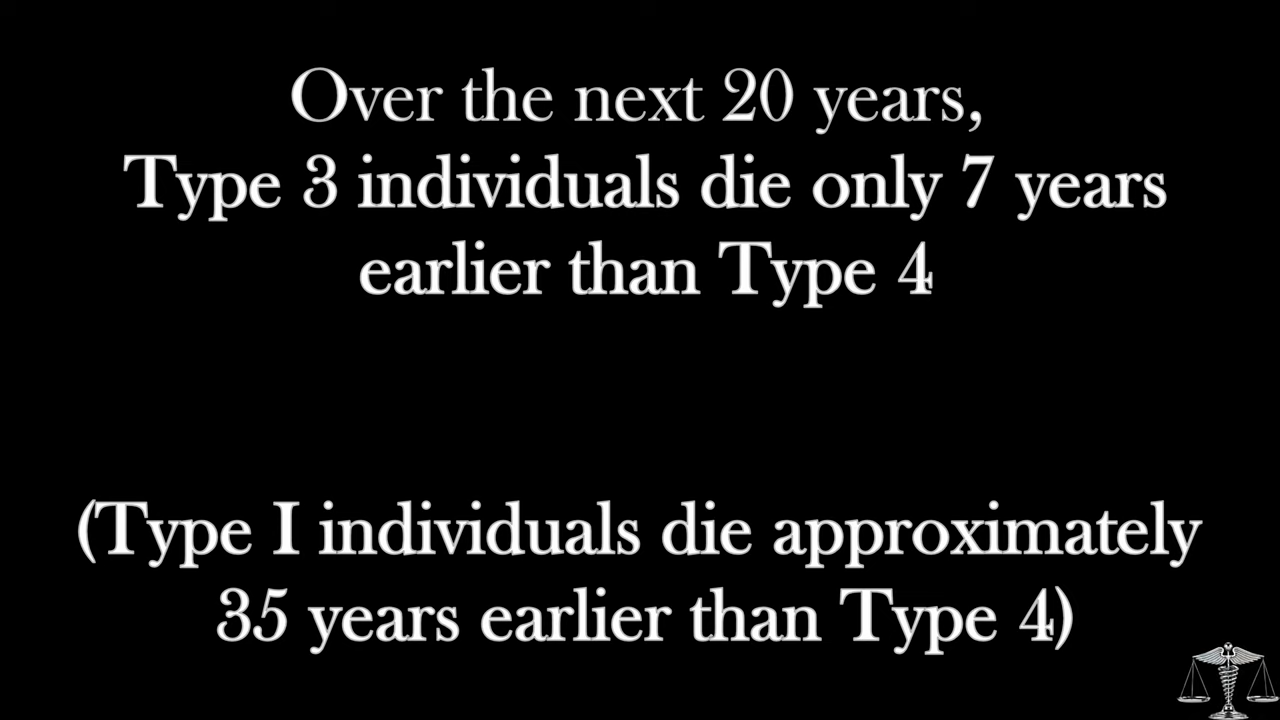 Over the next 20 years,
Type 3 individuals die only 7 years
earlier than Type 4
(Type I individuals die approximately
35 years earlier than Type 4)